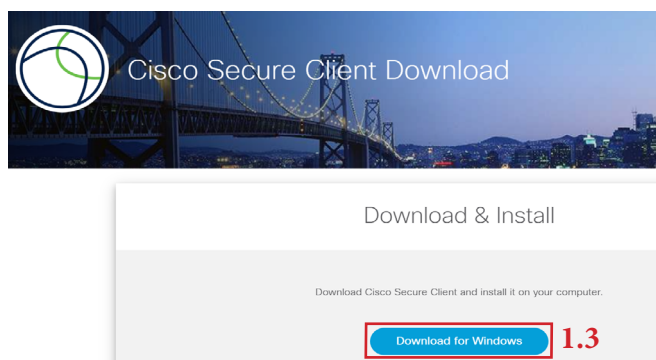 Cisco Secure Client Download
Download & Install
Download Cisco Secure Client and install it on your computer.
Download for Windows
1.3